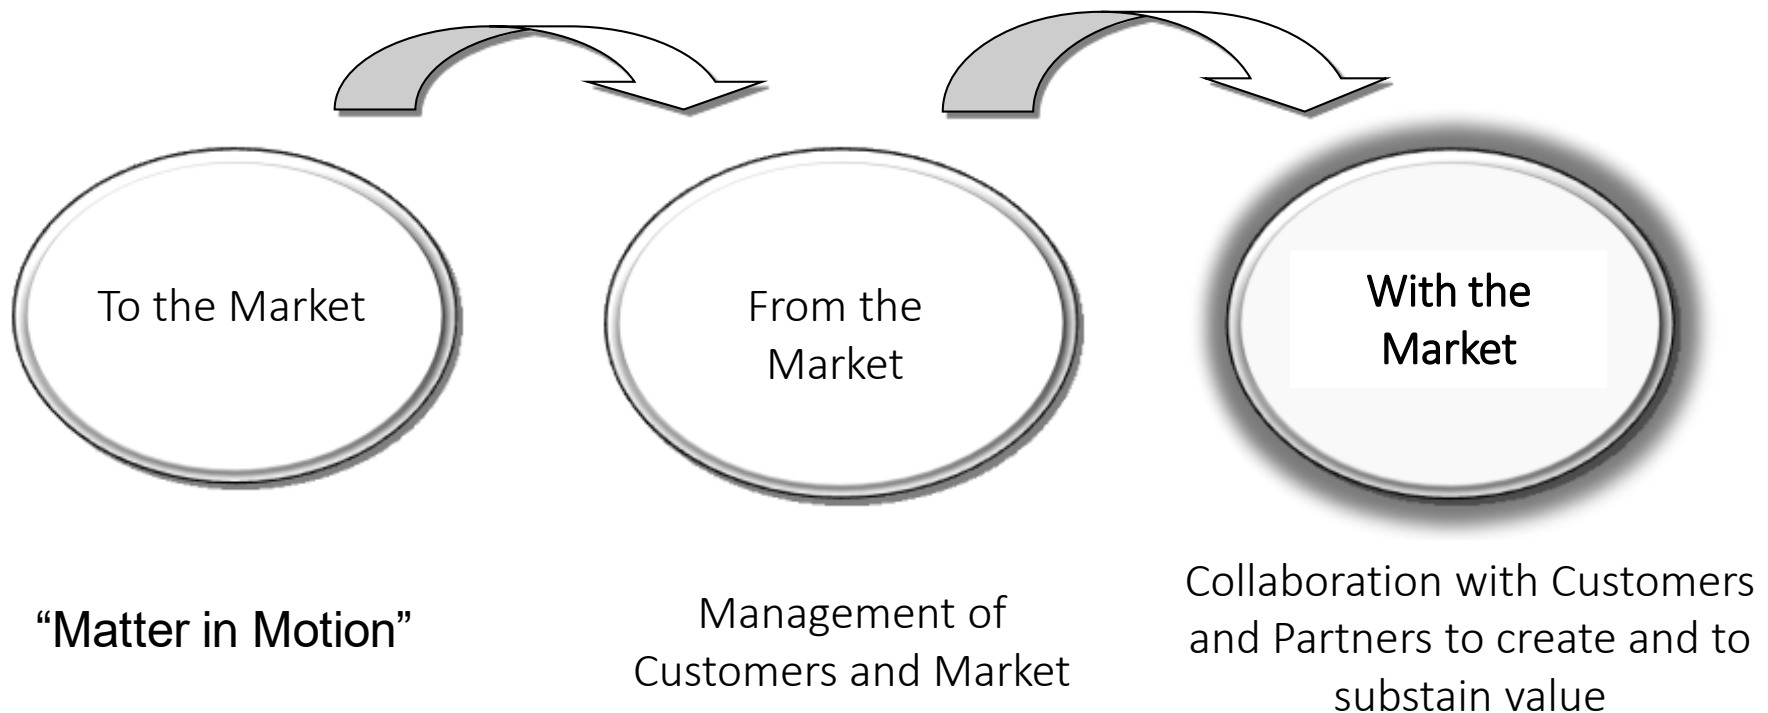 To the Market
From the
Market
With the
Market
“Matter in Motion”
Management of
Customers and Market
Collaboration with Customers
and Partners to create and to
substain value